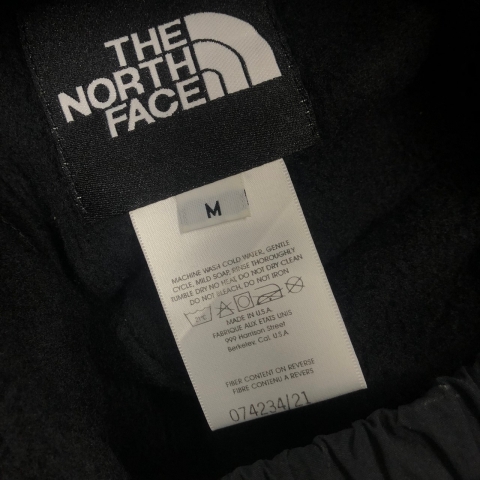 THE
NORTH
FACE
M
MACHINE WASH COLD WATER, GENTLE
CYCLE, MILD SOAP, RINSE THOROUGHLY
TUMBLE DRY NO HEAT, DO NOT DRY CLEAN
DO NOT BLEACH, DO NOT IRON
MADE IN U.S.A.
FABRIQUE AUX ETATS UNIS
999 Harrison Street
Berkeley, Cal. U.S.A.
FIBER CONTENT ON REVERSE
FIBRE CONTENU A REVERS
074234/21